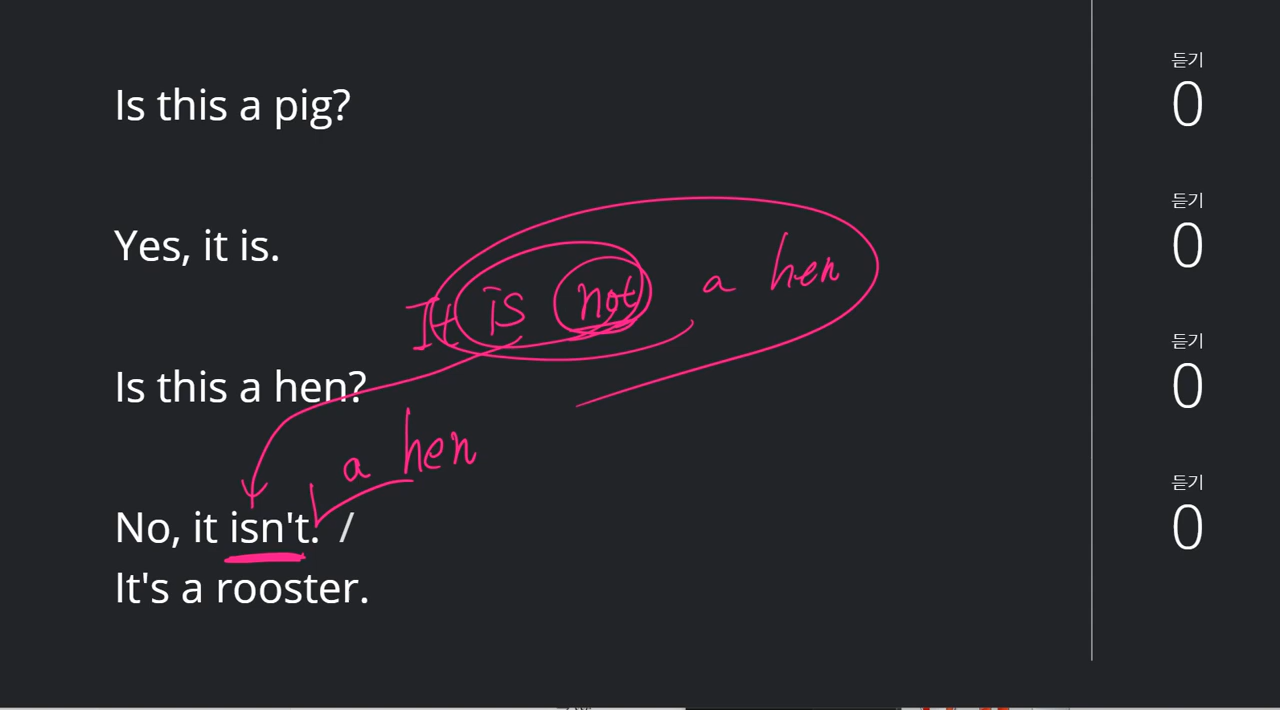 Is this a pig?
듣기
0
Yes, it is.
듣기
0
It is not a hen
Is this a hen?
듣기
0
a hen
No, it isn't. /
It's a rooster.
듣기
0